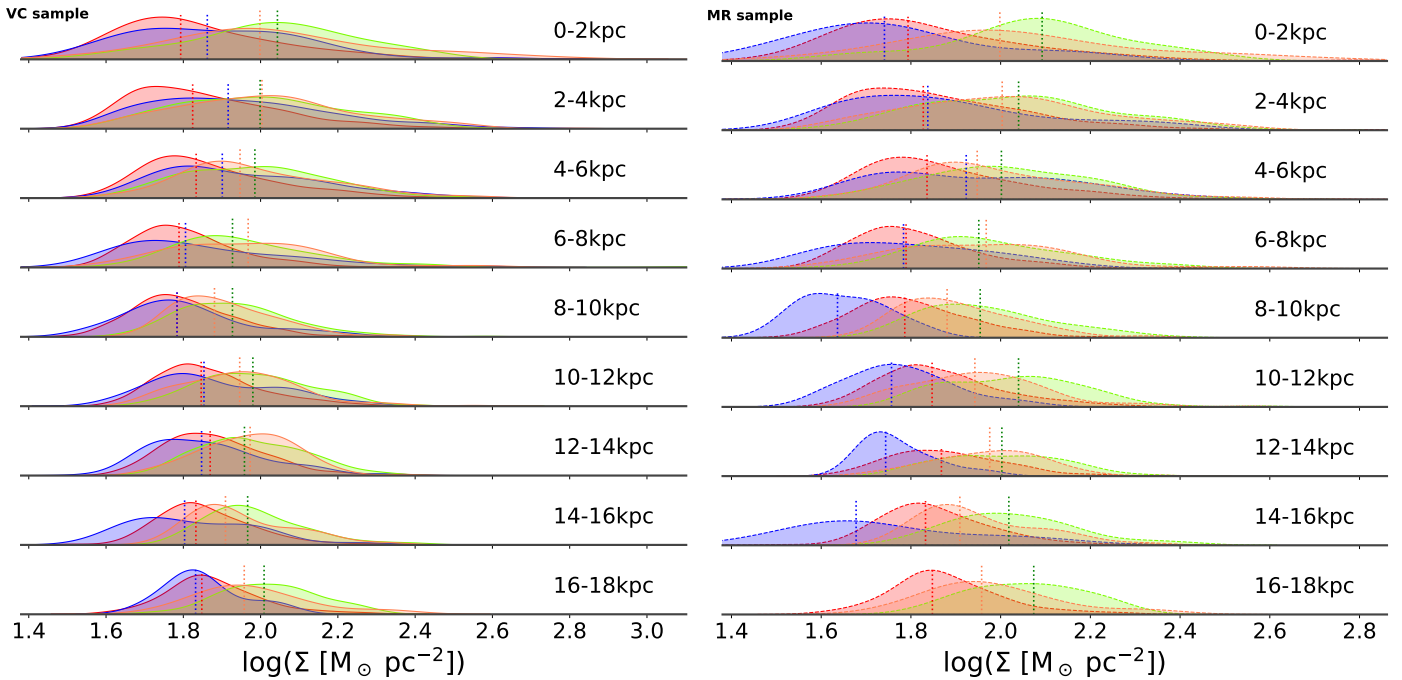 VC sample
0-2kpc
2-4kpc
4-6kpc
6-8kpc
8-10kpc
10-12kpc
12-14kpc
14-16kpc
16-18kpc
1.4 1.6 1.8 2.0 2.2 2.4 2.6 2.8 3.0
log(Σ [M⊙ pc⁻²])
MR sample
0-2kpc
2-4kpc
4-6kpc
6-8kpc
8-10kpc
10-12kpc
12-14kpc
14-16kpc
16-18kpc
1.4 1.6 1.8 2.0 2.2 2.4 2.6 2.8
log(Σ [M⊙ pc⁻²])